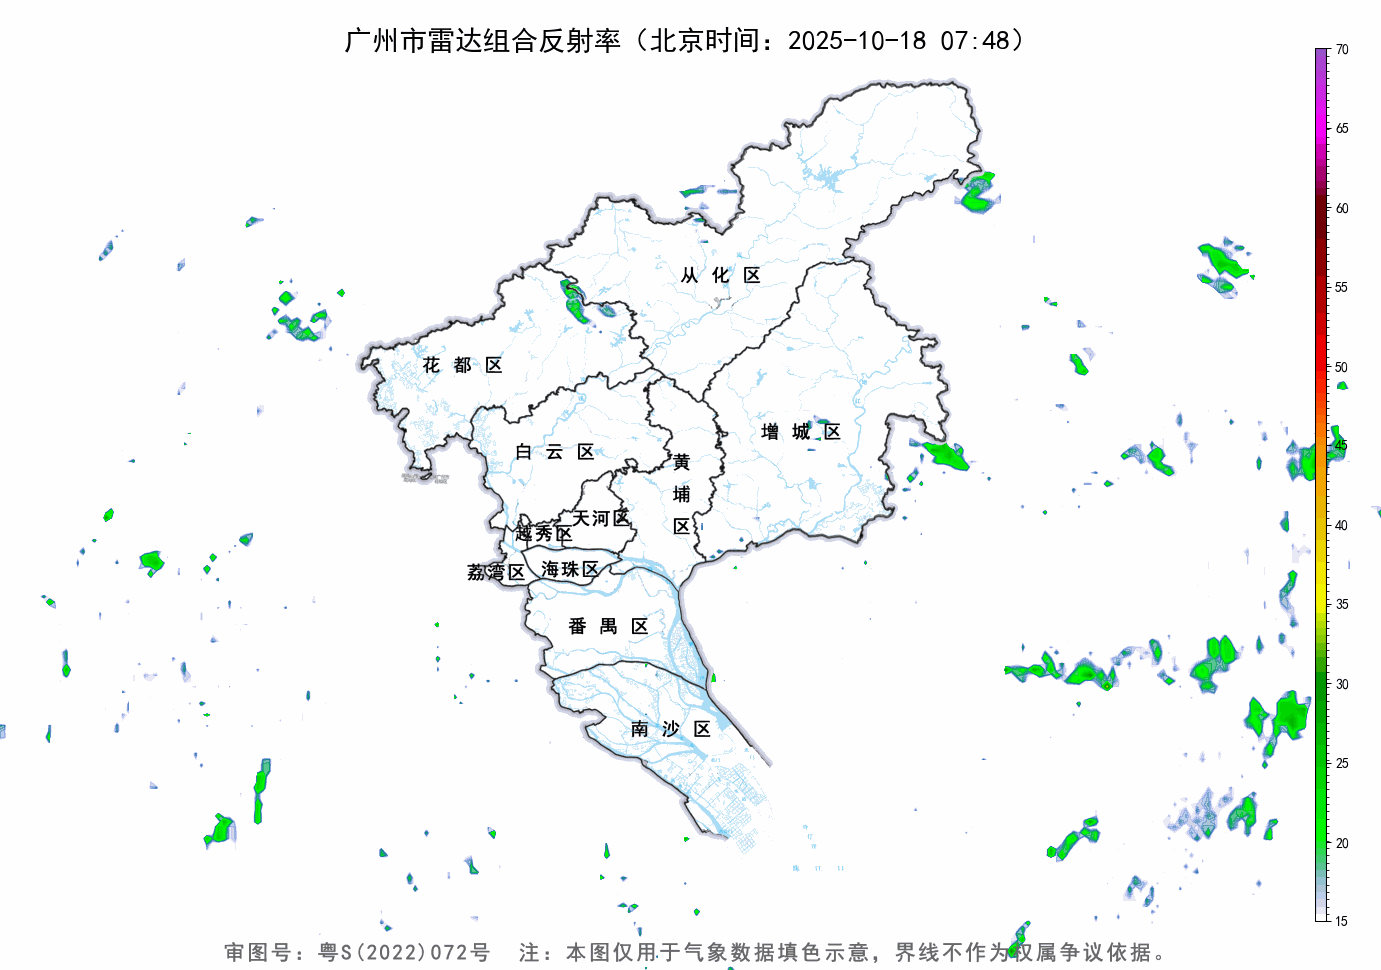 广州市雷达组合反射率（北京时间：2025-10-18 07:48）
70
65
60
55
50
45
40
35
30
25
20
15
从化区
花都区
增城区
白云区
黄埔区
天河区
越秀区
海珠区
荔湾区
番禺区
南沙区
审图号：粤S(2022)072号 注：本图仅用于气象数据填色示意，界线不作为权属争议依据。